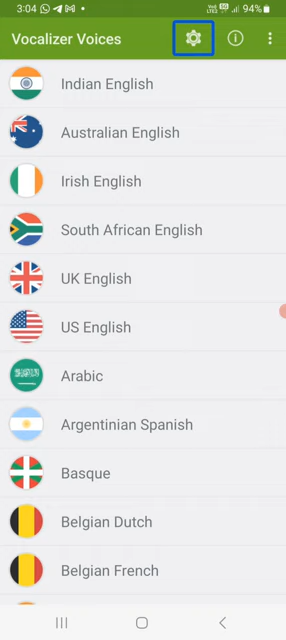 3:04 94%
Vocalizer Voices
Indian English
Australian English
Irish English
South African English
UK English
US English
Arabic
Argentinian Spanish
Basque
Belgian Dutch
Belgian French